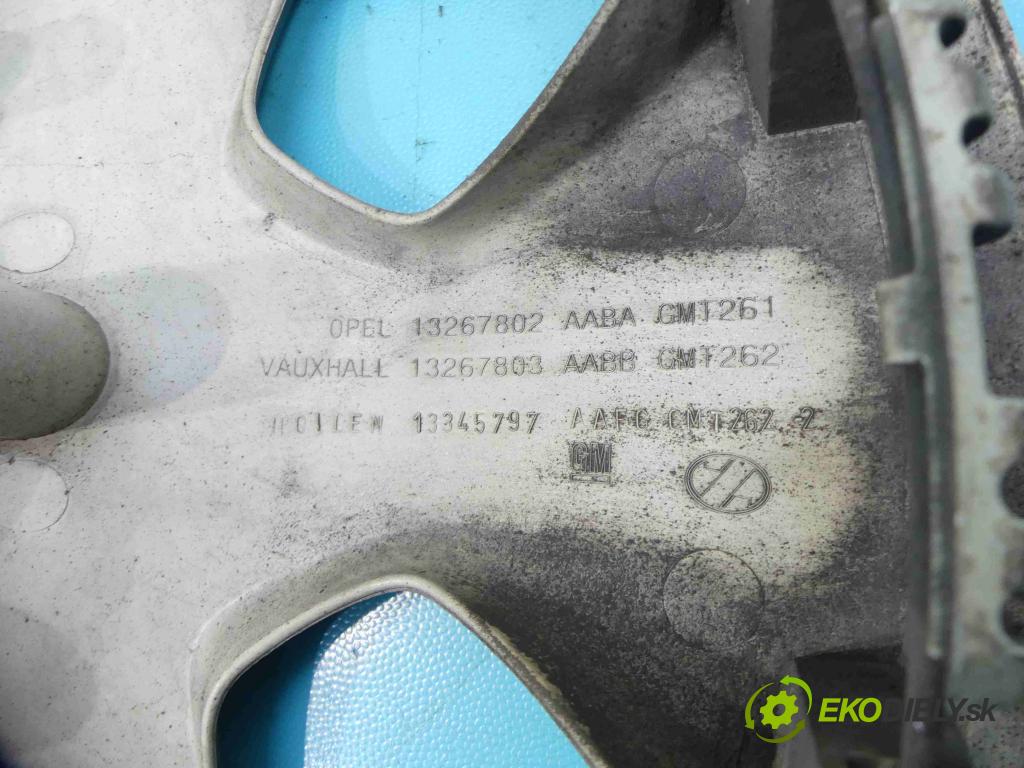 OPEL 13267802 AABA GMT261
VAUXHALL 13267803 AABB GMT262
13345797 AAFC GMT262-2
GM
EKODIELY.sk